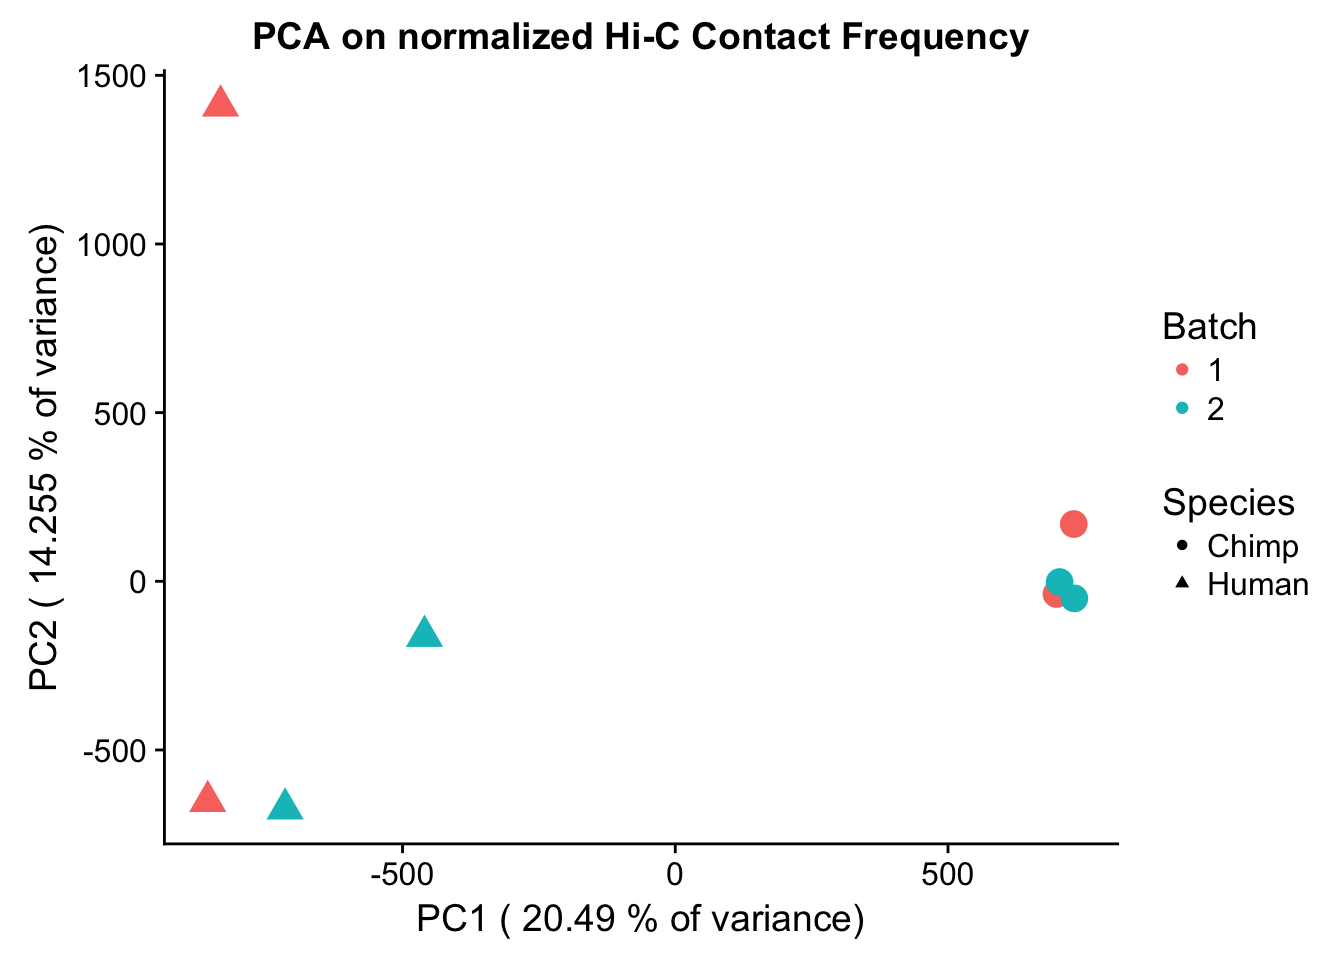 PCA on normalized Hi-C Contact Frequency
1500
1000
500
0
-500
PC2 ( 14.255 % of variance)
-500
0
500
PC1 ( 20.49 % of variance)
Batch
1
2
Species
Chimp
Human